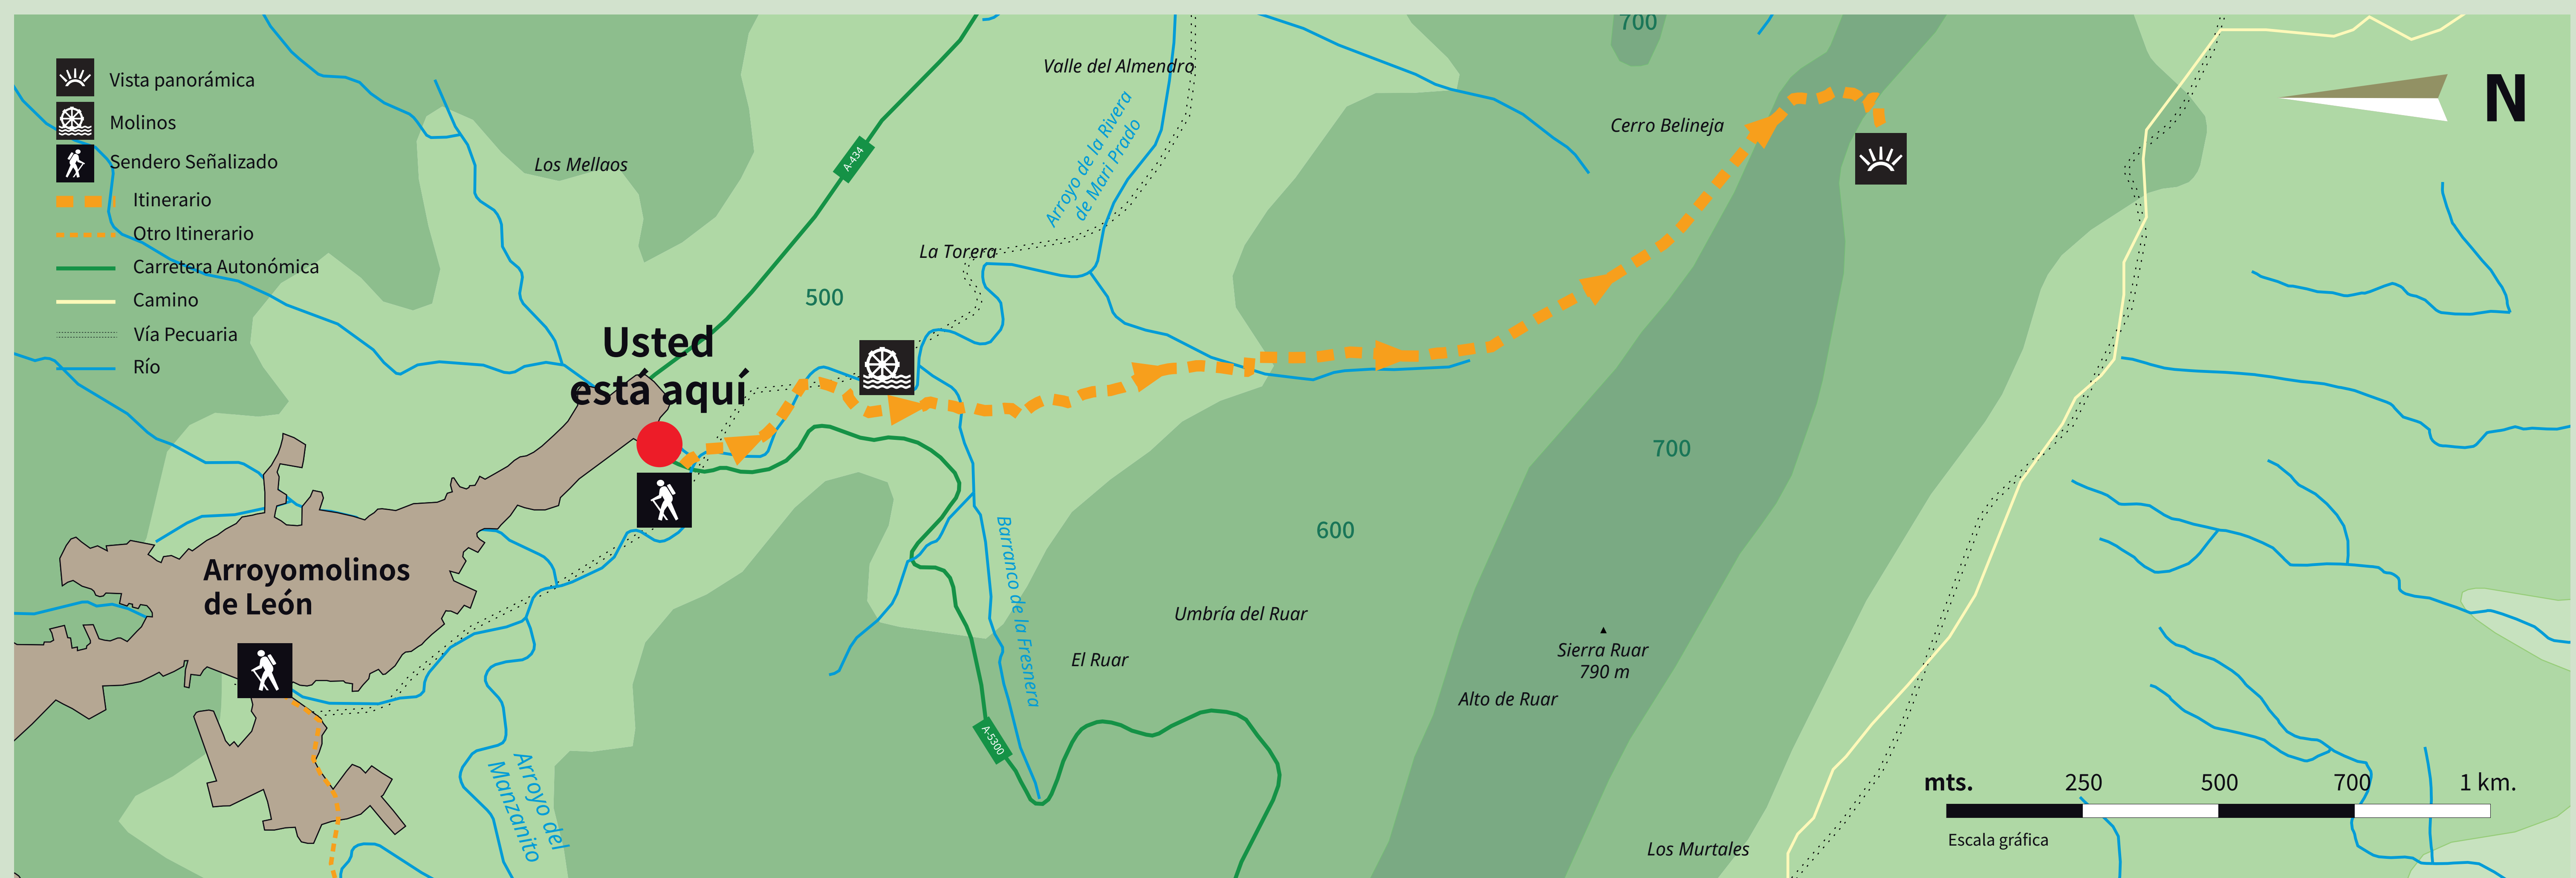 700
Valle del Almendro
Vista panorámica
Molinos
Sendero Señalizado
Itinerario
Otro Itinerario
Carretera Autonómica
Camino
Vía Pecuaria
Río
N
Cerro Belineja
Los Mellaos
A-434
Arroyo de la Rivera
de Mari Prado
La Torera
500
Usted
está aquí
700
600
Arroyomolinos
de León
Barranco de la Fresnera
Umbría del Ruar
El Ruar
Sierra Ruar
790 m
Alto de Ruar
A-5300
Arroyo del
Manzanito
Los Murtales
mts. 250 500 700 1 km.
Escala gráfica